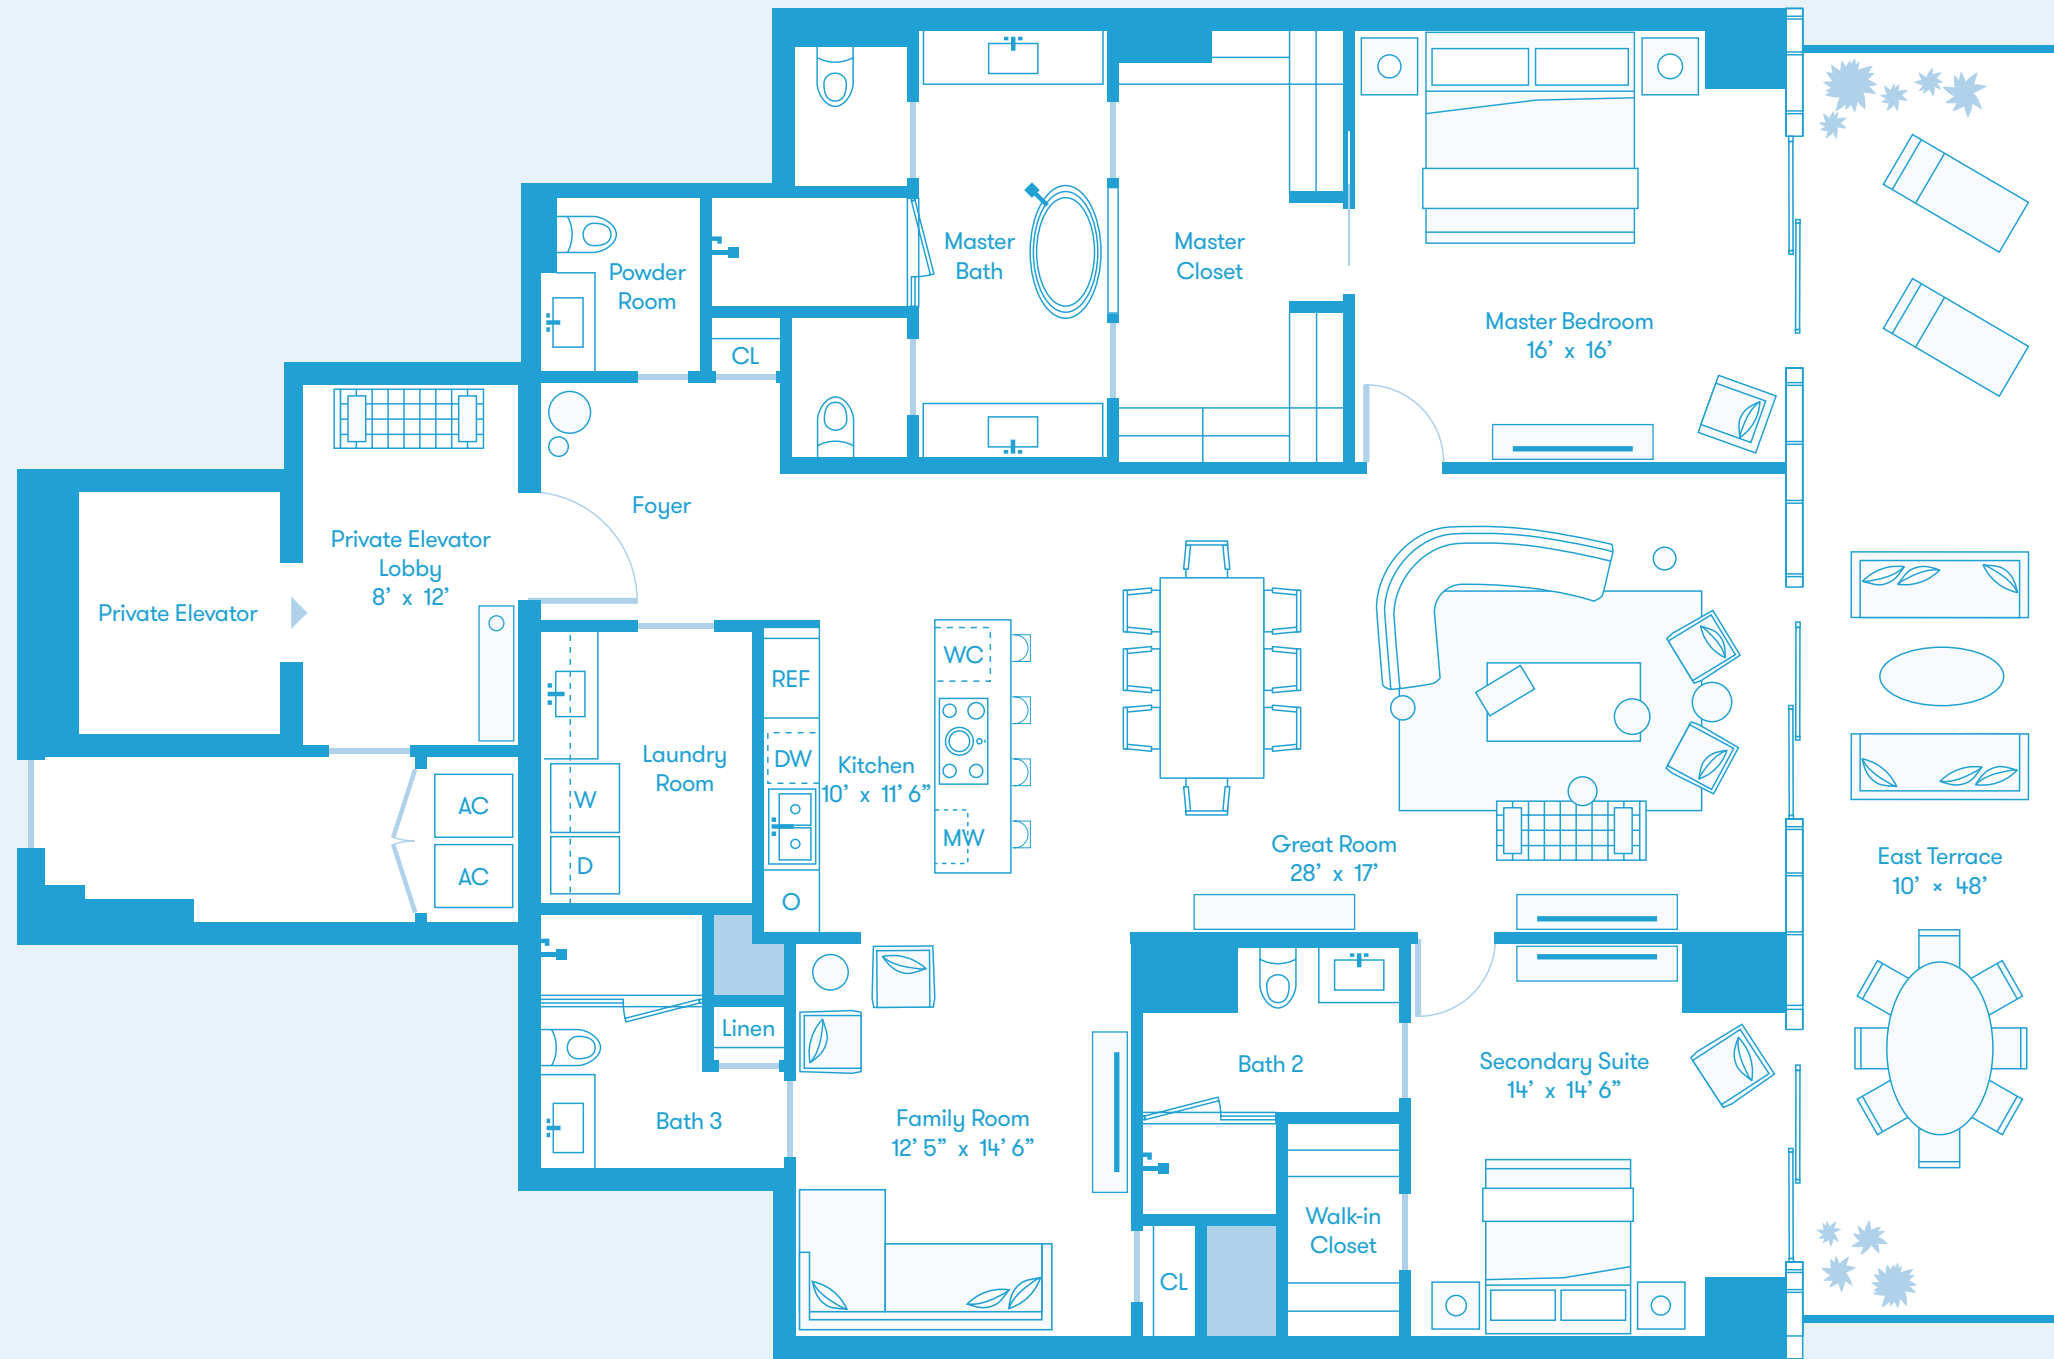 Master
Bath
Master
Closet
Powder
Room
CL
Master Bedroom
16’ x 16’
Foyer
Private Elevator
Lobby
8’ x 12’
Private Elevator
WC
REF
Laundry
Room
DW
Kitchen
10’ x 11’ 6”
W
AC
MW
D
AC
O
Great Room
28’ x 17’
East Terrace
10’ × 48’
Linen
Bath 2
Secondary Suite
14’ x 14’ 6”
Bath 3
Family Room
12’ 5” x 14’ 6”
Walk-in
Closet
CL